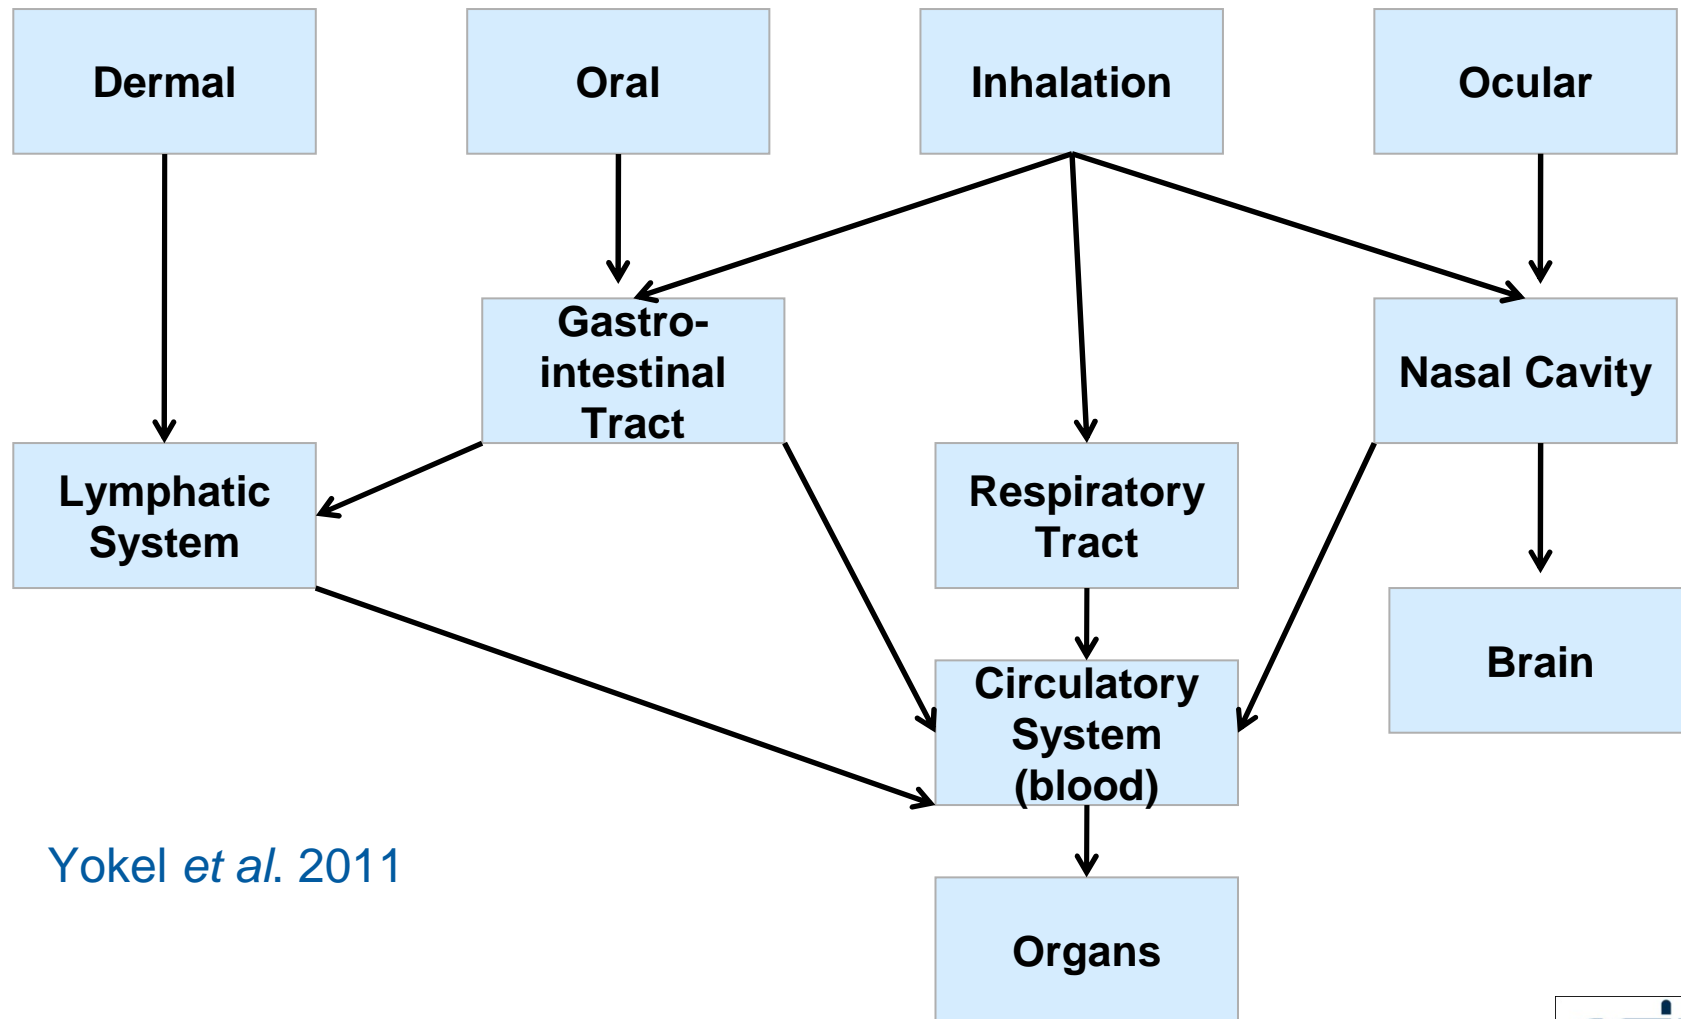 Dermal
Oral
Inhalation
Ocular
Gastro-
intestinal
Tract
Nasal Cavity
Lymphatic
System
Respiratory
Tract
Brain
Circulatory
System
(blood)
Yokel et al. 2011
Organs